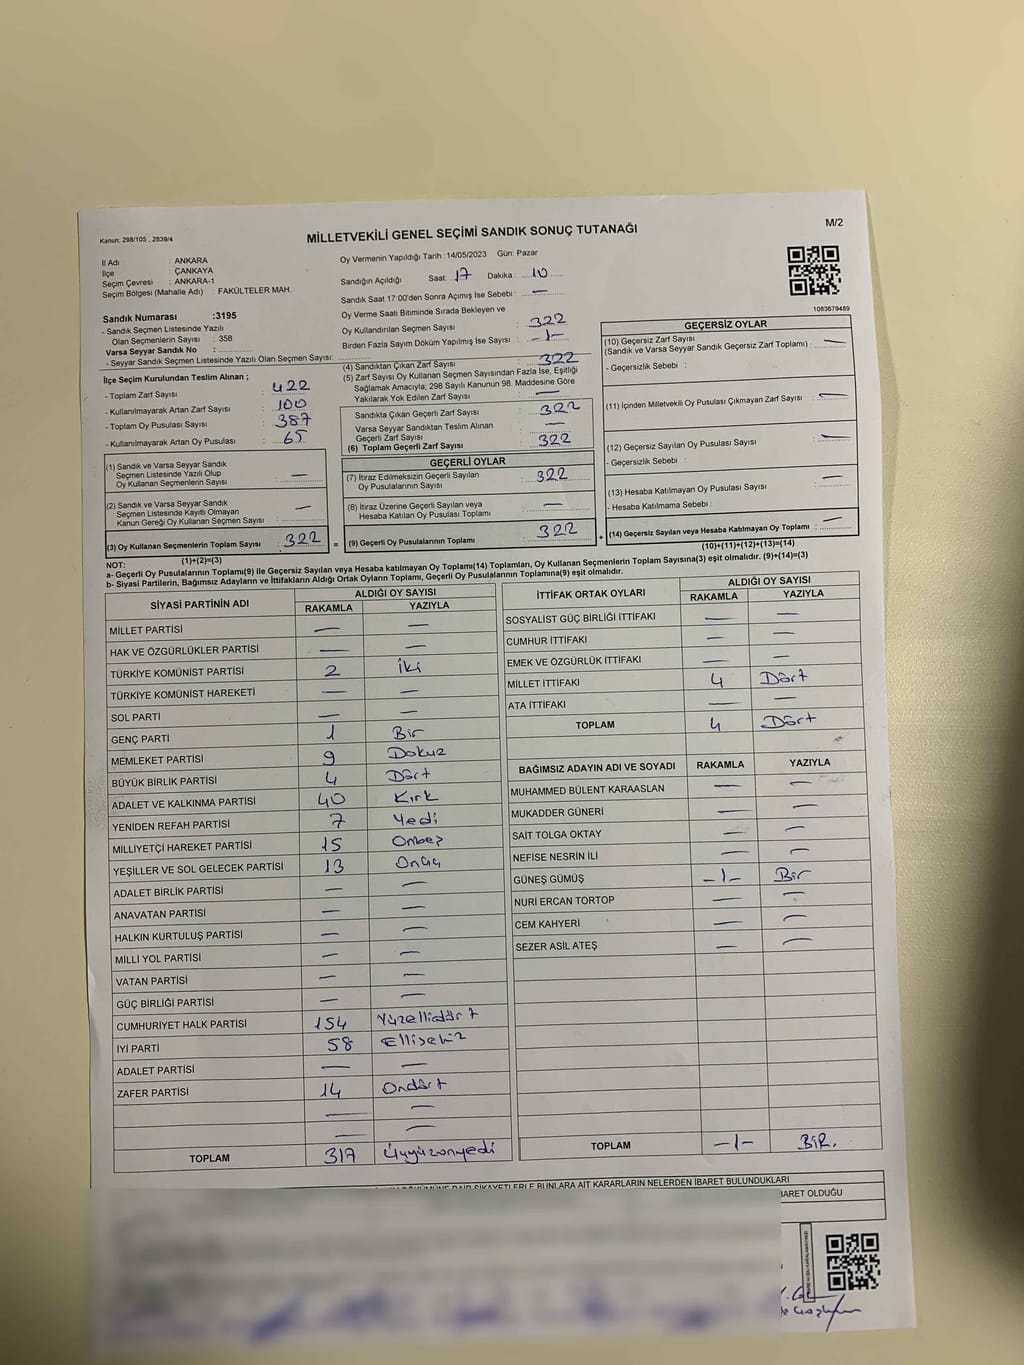 Kanun: 298/105 , 2839/4
MİLLETVEKİLİ GENEL SEÇİMİ SANDIK SONUÇ TUTANAĞI
M/2
İl Adı : ANKARA
İlçe : ÇANKAYA
Seçim Çevresi : ANKARA-1
Seçim Bölgesi (Mahalle Adı) : FAKÜLTELER MAH.
Oy Vermenin Yapıldığı Tarih :14/05/2023 Gün: Pazar
Sandığın Açıldığı Saat: 17 Dakika: 10
Sandık Saat 17:00'den Sonra Açımış İse Sebebi : —
Oy Verme Saati Bitiminde Sırada Bekleyen ve
Oy Kullandırılan Seçmen Sayısı : 322
Birden Fazla Sayım Döküm Yapılmış İse Sayısı : -1-
1083679489
Sandık Numarası :3195
- Sandık Seçmen Listesinde Yazılı
Olan Seçmenlerin Sayısı : 358
Varsa Seyyar Sandık No :
- Seyyar Sandık Seçmen Listesinde Yazılı Olan Seçmen Sayısı:
İlçe Seçim Kurulundan Teslim Alınan ;
- Toplam Zarf Sayısı : 422
- Kullanılmayarak Artan Zarf Sayısı : 100
- Toplam Oy Pusulası Sayısı : 387
- Kullanılmayarak Artan Oy Pusulası : 65
(4) Sandıktan Çıkan Zarf Sayısı : 322
(5) Zarf Sayısı Oy Kullanan Seçmen Sayısından Fazla İse, Eşitliği
Sağlamak Amacıyla; 298 Sayılı Kanunun 98. Maddesine Göre
Yakılarak Yok Edilen Zarf Sayısı : —
Sandıkta Çıkan Geçerli Zarf Sayısı : 322
Varsa Seyyar Sandıktan Teslim Alınan
Geçerli Zarf Sayısı : —
(6) Toplam Geçerli Zarf Sayısı : 322
GEÇERSİZ OYLAR
(10) Geçersiz Zarf Sayısı
(Sandık ve Varsa Seyyar Sandık Geçersiz Zarf Toplamı) : —
- Geçersizlik Sebebi :
(11) İçinden Milletvekili Oy Pusulası Çıkmayan Zarf Sayısı : —
(12) Geçersiz Sayılan Oy Pusulası Sayısı : —
- Geçersizlik Sebebi :
(13) Hesaba Katılmayan Oy Pusulası Sayısı : —
- Hesaba Katılmama Sebebi :
(14) Geçersiz Sayılan veya Hesaba Katılmayan Oy Toplamı : —
(10)+(11)+(12)+(13)=(14)
(1) Sandık ve Varsa Seyyar Sandık
Seçmen Listesinde Yazılı Olup
Oy Kullanan Seçmenlerin Sayısı : —
(2) Sandık ve Varsa Seyyar Sandık
Seçmen Listesinde Kayıtlı Olmayan
Kanun Gereği Oy Kullanan Seçmen Sayısı : —
(3) Oy Kullanan Seçmenlerin Toplam Sayısı : 322
(1)+(2)=(3)
GEÇERLİ OYLAR
(7) İtiraz Edilmeksizin Geçerli Sayılan
Oy Pusulalarının Sayısı : 322
(8) İtiraz Üzerine Geçerli Sayılan veya
Hesaba Katılan Oy Pusulası Toplamı : —
= (9) Geçerli Oy Pusulalarının Toplamı : 322 +
NOT:
a- Geçerli Oy Pusulalarının Toplamı(9) ile Geçersiz Sayılan veya Hesaba katılmayan Oy Toplamı(14) Toplamları, Oy Kullanan Seçmenlerin Toplam Sayısına(3) eşit olmalıdır. (9)+(14)=(3)
b- Siyasi Partilerin, Bağımsız Adayların ve İttifakların Aldığı Ortak Oyların Toplamı, Geçerli Oy Pusulalarının Toplamına(9) eşit olmalıdır.
SİYASİ PARTİNİN ADI ALDIĞI OY SAYISI
RAKAMLA YAZIYLA
MİLLET PARTİSİ — —
HAK VE ÖZGÜRLÜKLER PARTİSİ — —
TÜRKİYE KOMÜNİST PARTİSİ 2 iki
TÜRKİYE KOMÜNİST HAREKETİ — —
SOL PARTİ — —
GENÇ PARTİ 1 Bir
MEMLEKET PARTİSİ 9 Dokuz
BÜYÜK BİRLİK PARTİSİ 4 Dört
ADALET VE KALKINMA PARTİSİ 40 Kırk
YENİDEN REFAH PARTİSİ 7 Yedi
MİLLİYETÇİ HAREKET PARTİSİ 15 Onbeş
YEŞİLLER VE SOL GELECEK PARTİSİ 13 Onüç
ADALET BİRLİK PARTİSİ — —
ANAVATAN PARTİSİ — —
HALKIN KURTULUŞ PARTİSİ — —
MİLLİ YOL PARTİSİ — —
VATAN PARTİSİ — —
GÜÇ BİRLİĞİ PARTİSİ — —
CUMHURİYET HALK PARTİSİ 154 Yüzellidört
İYİ PARTİ 58 Ellisekiz
ADALET PARTİSİ — —
ZAFER PARTİSİ 14 Ondört
— —
— —
TOPLAM 317 Üçyüzonyedi
İTTİFAK ORTAK OYLARI ALDIĞI OY SAYISI
RAKAMLA YAZIYLA
SOSYALİST GÜÇ BİRLİĞİ İTTİFAKI — —
CUMHUR İTTİFAKI — —
EMEK VE ÖZGÜRLÜK İTTİFAKI — —
MİLLET İTTİFAKI 4 Dört
ATA İTTİFAKI — —
TOPLAM 4 Dört
BAĞIMSIZ ADAYIN ADI VE SOYADI RAKAMLA YAZIYLA
MUHAMMED BÜLENT KARAASLAN — —
MUKADDER GÜNERİ — —
SAİT TOLGA OKTAY — —
NEFİSE NESRİN İLİ — —
GÜNEŞ GÜMÜŞ -1- Bir
NURİ ERCAN TORTOP — —
CEM KAHYERİ — —
SEZER ASİL ATEŞ — —
TOPLAM -1- BİR.
DÖKÜMÜNE DAİR ŞİKAYETLERLE BUNLARA AİT KARARLARIN NELERDEN İBARET BULUNDUKLARI
İBARET OLDUĞU